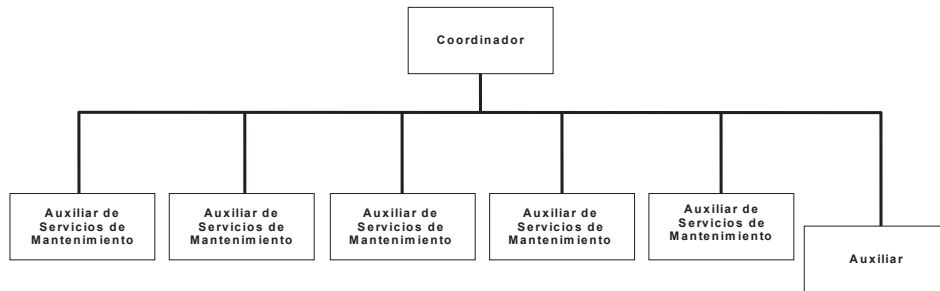 Coordinador
Auxiliar de
Servicios de
Mantenimiento
Auxiliar de
Servicios de
Mantenimiento
Auxiliar de
Servicios de
Mantenimiento
Auxiliar de
Servicios de
Mantenimiento
Auxiliar de
Servicios de
Mantenimiento
Auxiliar